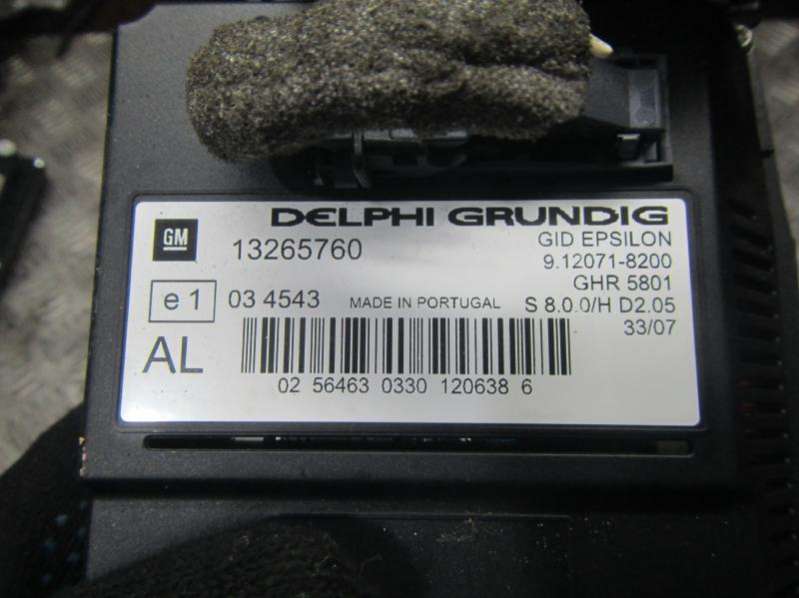 DELPHI GRUNDIG
GM 13265760
GID EPSILON
9.12071-8200
GHR 5801
e 1 03 4543 MADE IN PORTUGAL S 8.0.0/H D2.05
33/07
AL
02 56463 0330 120638 6